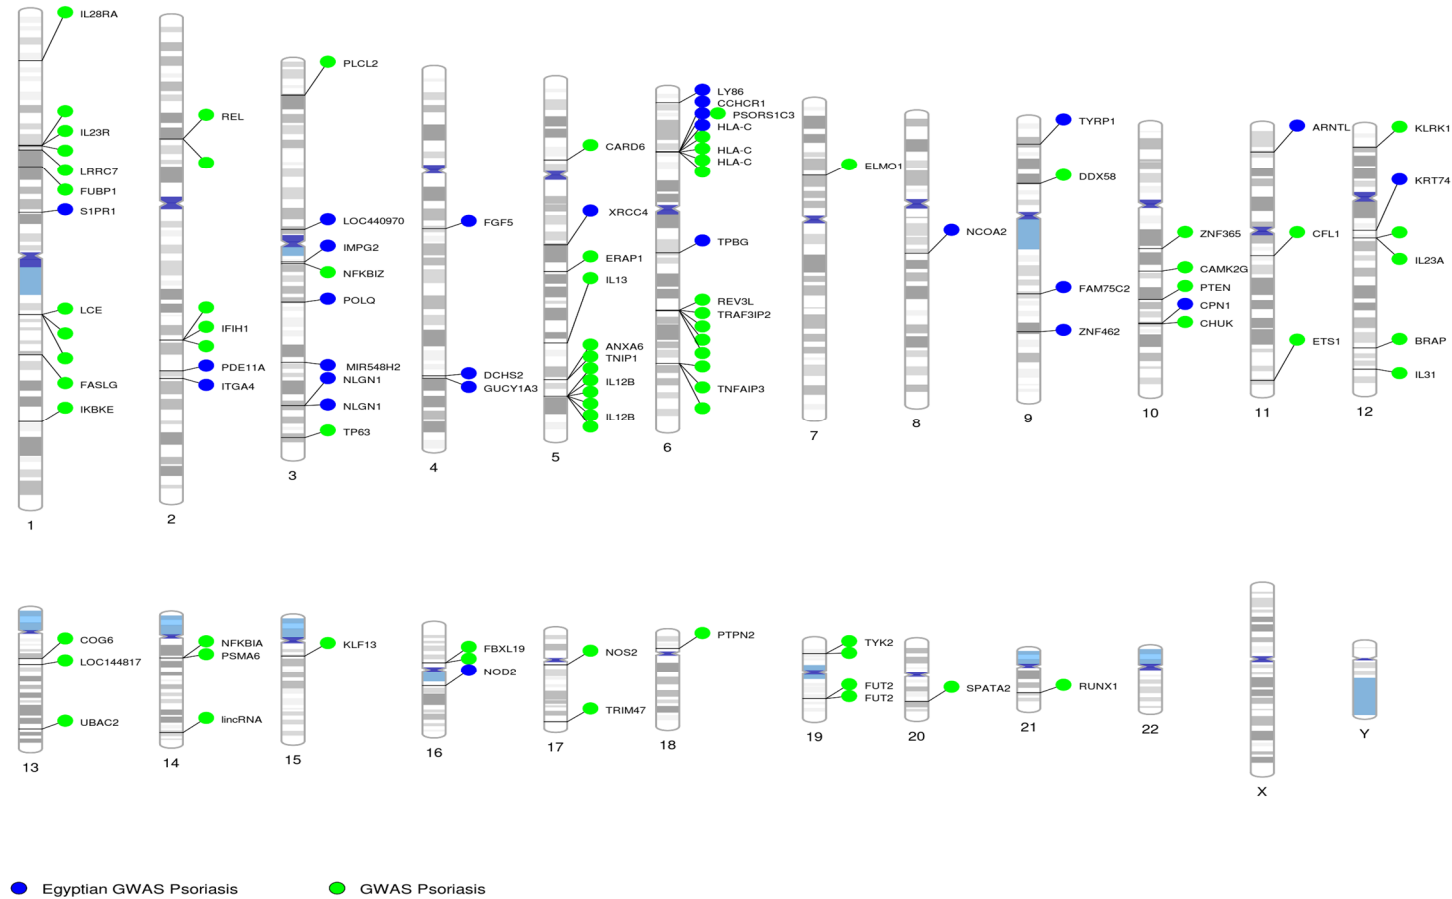 IL28RA
IL23R
LRRC7
FUBP1
S1PR1
LCE
FASLG
IKBKE
1
REL
IFIH1
PDE11A
ITGA4
2
PLCL2
LOC440970
IMPG2
NFKBIZ
POLQ
MIR548H2
NLGN1
NLGN1
TP63
3
FGF5
DCHS2
GUCY1A3
4
CARD6
XRCC4
ERAP1
IL13
ANXA6
TNIP1
IL12B
IL12B
5
LY86
CCHCR1
PSORS1C3
HLA-C
HLA-C
HLA-C
TPBG
REV3L
TRAF3IP2
TNFAIP3
6
ELMO1
7
NCOA2
8
TYRP1
DDX58
FAM75C2
ZNF462
9
ZNF365
CAMK2G
PTEN
CPN1
CHUK
10
ARNTL
CFL1
ETS1
11
KLRK1
KRT74
IL23A
BRAP
IL31
12
COG6
LOC144817
UBAC2
13
NFKBIA
PSMA6
lincRNA
14
KLF13
15
FBXL19
NOD2
16
NOS2
TRIM47
17
PTPN2
18
TYK2
FUT2
FUT2
19
SPATA2
20
RUNX1
21
22
X
Y
Egyptian GWAS Psoriasis
GWAS Psoriasis